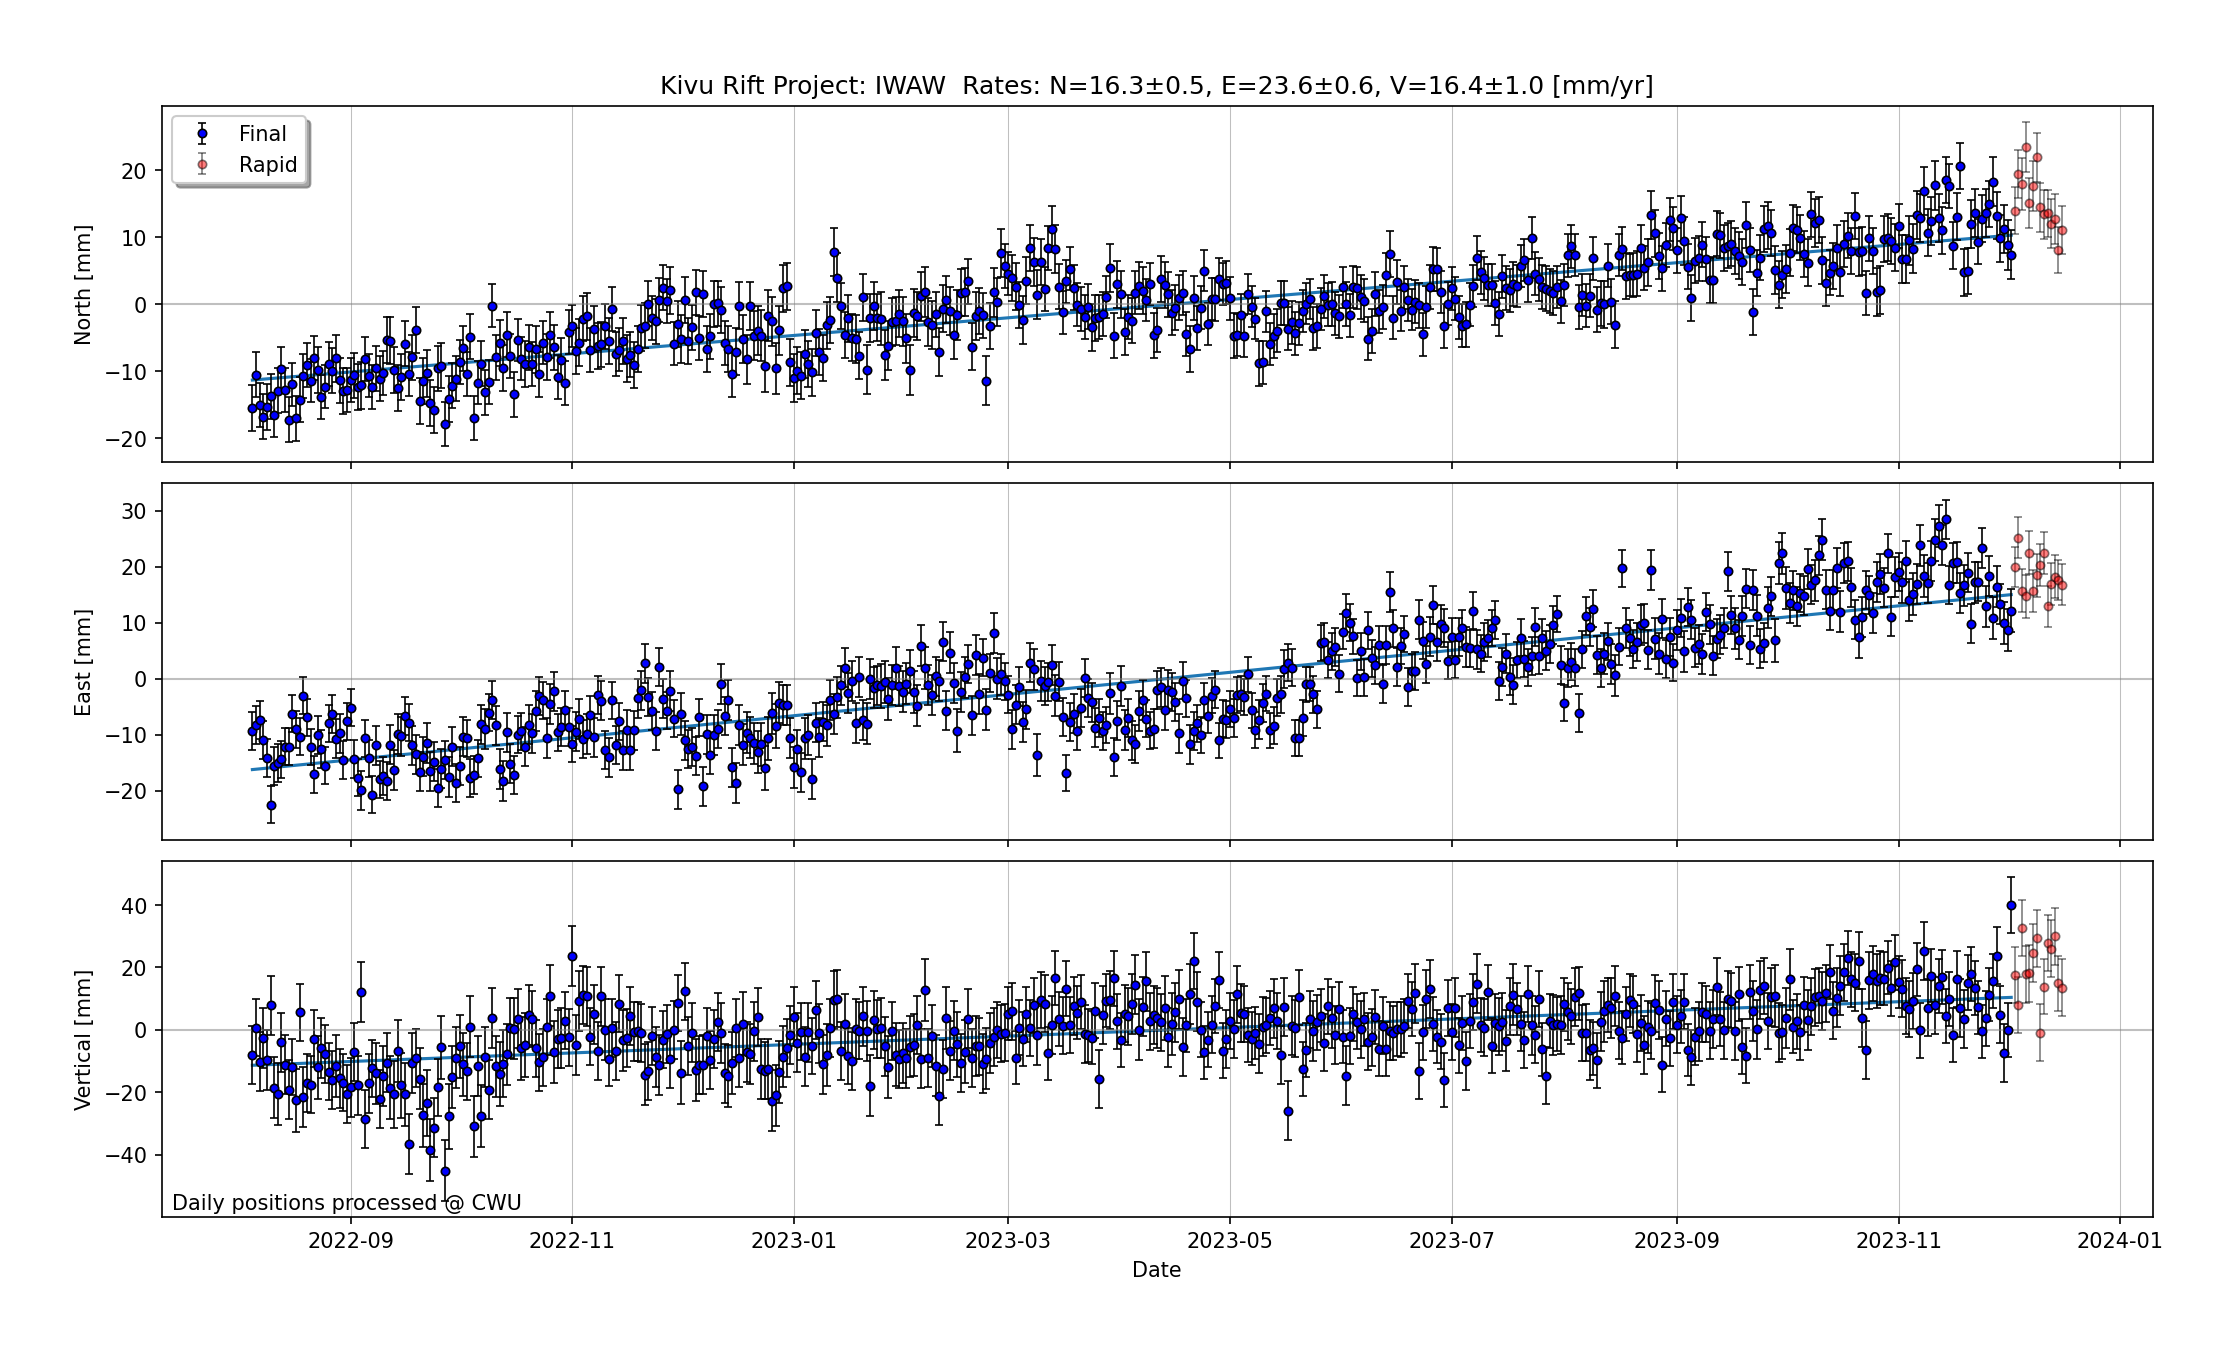 Kivu Rift Project: IWAW  Rates: N=16.3±0.5, E=23.6±0.6, V=16.4±1.0 [mm/yr]
Final
Rapid
North [mm]
20
10
0
−10
−20
East [mm]
30
20
10
0
−10
−20
Vertical [mm]
40
20
0
−20
−40
Daily positions processed @ CWU
2022-09 2022-11 2023-01 2023-03 2023-05 2023-07 2023-09 2023-11 2024-01
Date